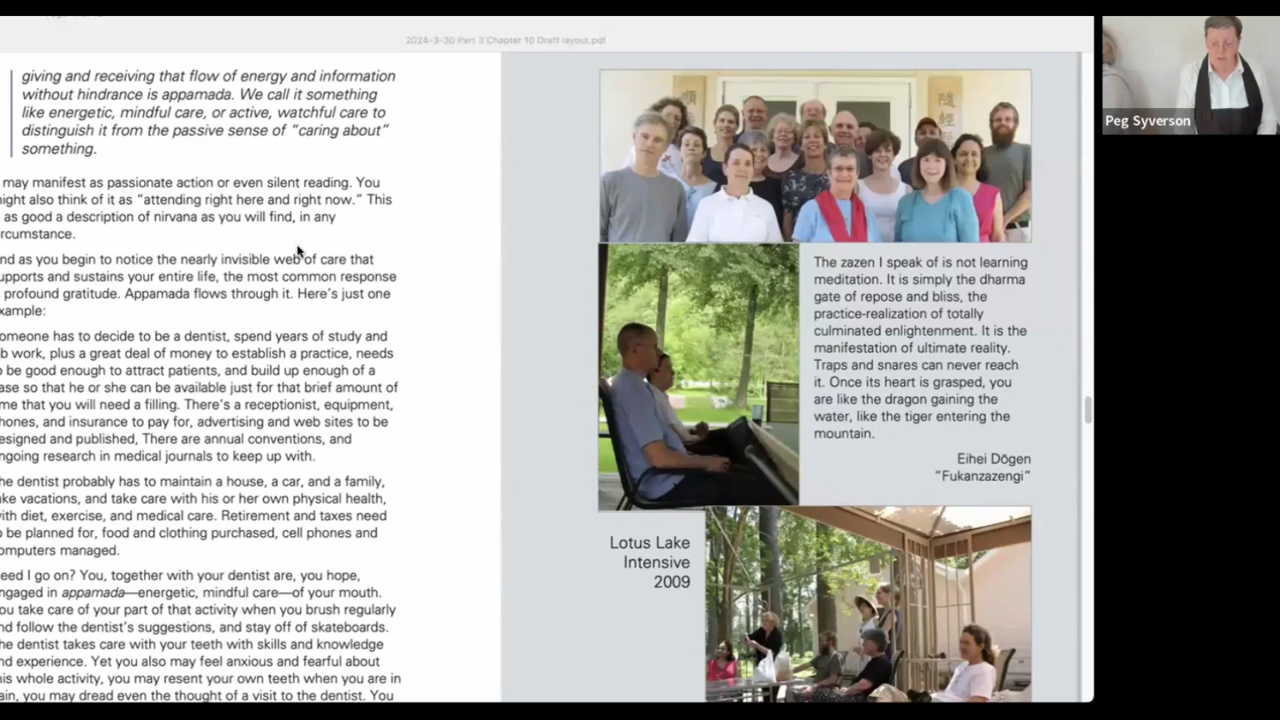 2024-3-30 Part 3 Chapter 10 Draft layout.pdf
giving and receiving that flow of energy and information
without hindrance is appamada. We call it something
like energetic, mindful care, or active, watchful care to
distinguish it from the passive sense of “caring about”
something.
may manifest as passionate action or even silent reading. You
ight also think of it as “attending right here and right now.” This
as good a description of nirvana as you will find, in any
rcumstance.
nd as you begin to notice the nearly invisible web of care that
upports and sustains your entire life, the most common response
profound gratitude. Appamada flows through it. Here’s just one
xample:
omeone has to decide to be a dentist, spend years of study and
b work, plus a great deal of money to establish a practice, needs
o be good enough to attract patients, and build up enough of a
ase so that he or she can be available just for that brief amount of
me that you will need a filling. There’s a receptionist, equipment,
hones, and insurance to pay for, advertising and web sites to be
esigned and published, There are annual conventions, and
ngoing research in medical journals to keep up with.
he dentist probably has to maintain a house, a car, and a family,
ake vacations, and take care with his or her own physical health,
ith diet, exercise, and medical care. Retirement and taxes need
o be planned for, food and clothing purchased, cell phones and
omputers managed.
eed I go on? You, together with your dentist are, you hope,
ngaged in appamada—energetic, mindful care—of your mouth.
ou take care of your part of that activity when you brush regularly
nd follow the dentist’s suggestions, and stay off of skateboards.
he dentist takes care with your teeth with skills and knowledge
nd experience. Yet you also may feel anxious and fearful about
his whole activity, you may resent your own teeth when you are in
ain, you may dread even the thought of a visit to the dentist. You
The zazen I speak of is not learning
meditation. It is simply the dharma
gate of repose and bliss, the
practice-realization of totally
culminated enlightenment. It is the
manifestation of ultimate reality.
Traps and snares can never reach
it. Once its heart is grasped, you
are like the dragon gaining the
water, like the tiger entering the
mountain.
Eihei Dōgen
“Fukanzazengi”
Lotus Lake
Intensive
2009
Peg Syverson